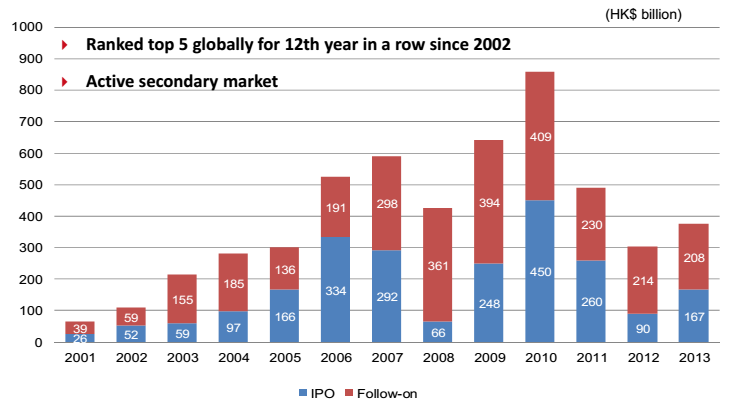 (HK$ billion)
1000
Ranked top 5 globally for 12th year in a row since 2002
900
Active secondary market
800
700
600
500
400
300
200
100
0
409
191 298 394
230
361
185 136 214 208
155
334 292 450
59 248 260
39 166 167
26 52 59 97 66 90
2001 2002 2003 2004 2005 2006 2007 2008 2009 2010 2011 2012 2013
IPO Follow-on